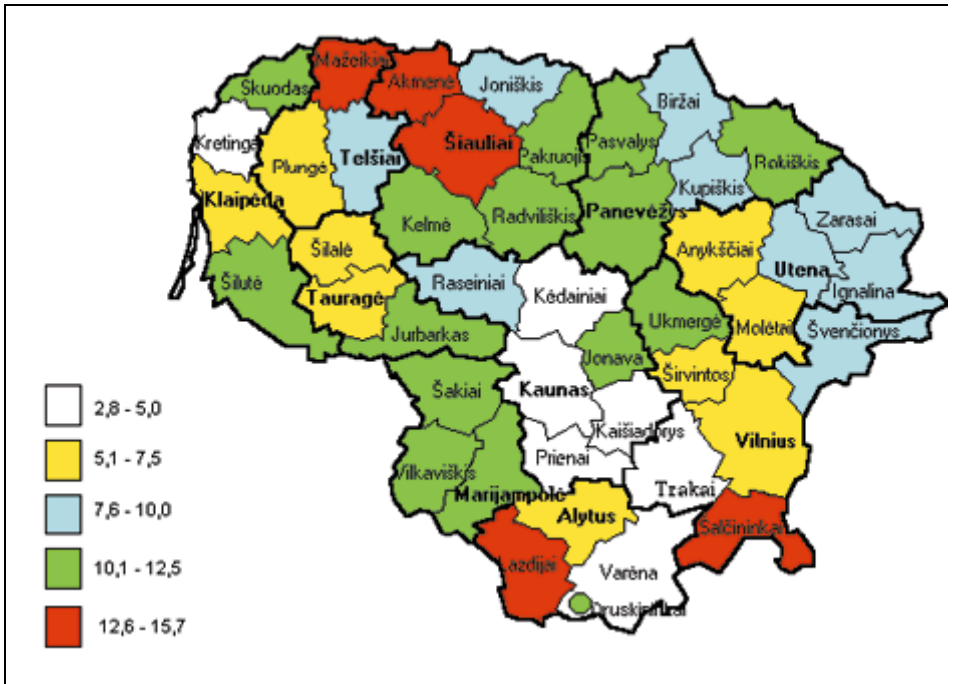 Mažeikiai
Akmenė
Skuodas
Joniškis
Biržai
Kretinga
Plungė
Telšiai
Šiauliai
Pakruojis
Pasvalys
Rokiškis
Kupiškis
Klaipėda
Kelmė
Radviliškis
Panevėžys
Zarasai
Šilalė
Anykščiai
Utena
Šilutė
Tauragė
Raseiniai
Kėdainiai
Ignalina
Ukmergė
Molėtai
Švenčionys
Jurbarkas
Jonava
Širvintos
Šakiai
Kaunas
Kaišiadorys
Vilnius
Prienai
Vilkaviškis
Trakai
Marijampolė
Alytus
Šalčininkai
Lazdijai
Varėna
Druskininkai
2,8 - 5,0
5,1 - 7,5
7,6 - 10,0
10,1 - 12,5
12,6 - 15,7